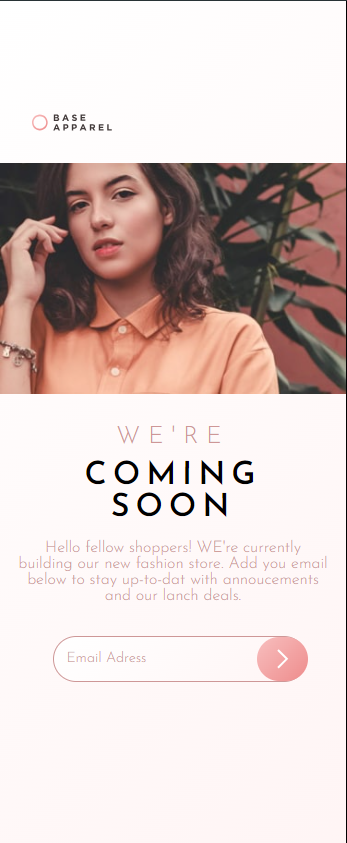 BASE
APPAREL
WE'RE
COMING
SOON
Hello fellow shoppers! WE're currently
building our new fashion store. Add you email
below to stay up-to-dat with annoucements
and our lanch deals.
Email Adress